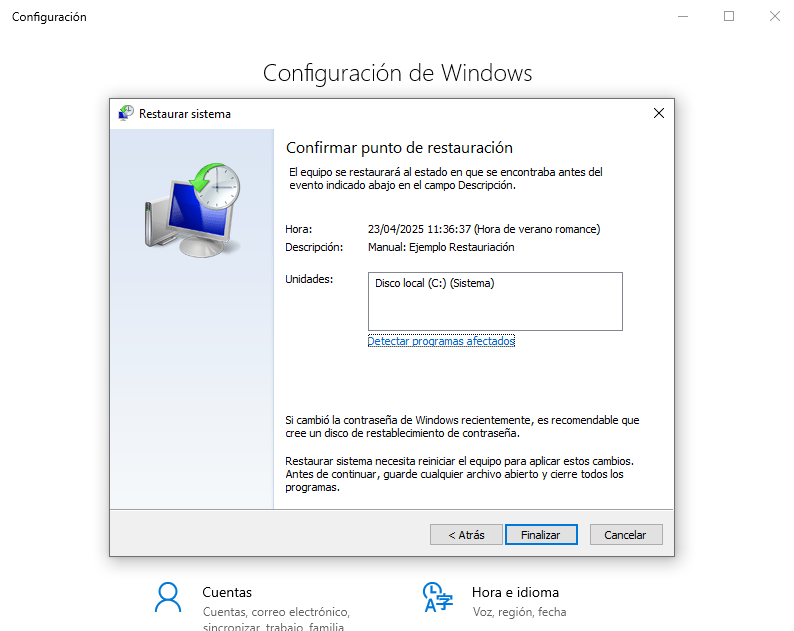 Configuración
Configuración de Windows
Restaurar sistema
Confirmar punto de restauración
El equipo se restaurará al estado en que se encontraba antes del
evento indicado abajo en el campo Descripción.
Hora: 23/04/2025 11:36:37 (Hora de verano romance)
Descripción: Manual: Ejemplo Restauriación
Unidades: Disco local (C:) (Sistema)
Detectar programas afectados
Si cambió la contraseña de Windows recientemente, es recomendable que
cree un disco de restablecimiento de contraseña.
Restaurar sistema necesita reiniciar el equipo para aplicar estos cambios.
Antes de continuar, guarde cualquier archivo abierto y cierre todos los
programas.
< Atrás Finalizar Cancelar
Cuentas
Cuentas, correo electrónico,
sincronizar, trabajo, familia
Hora e idioma
Voz, región, fecha